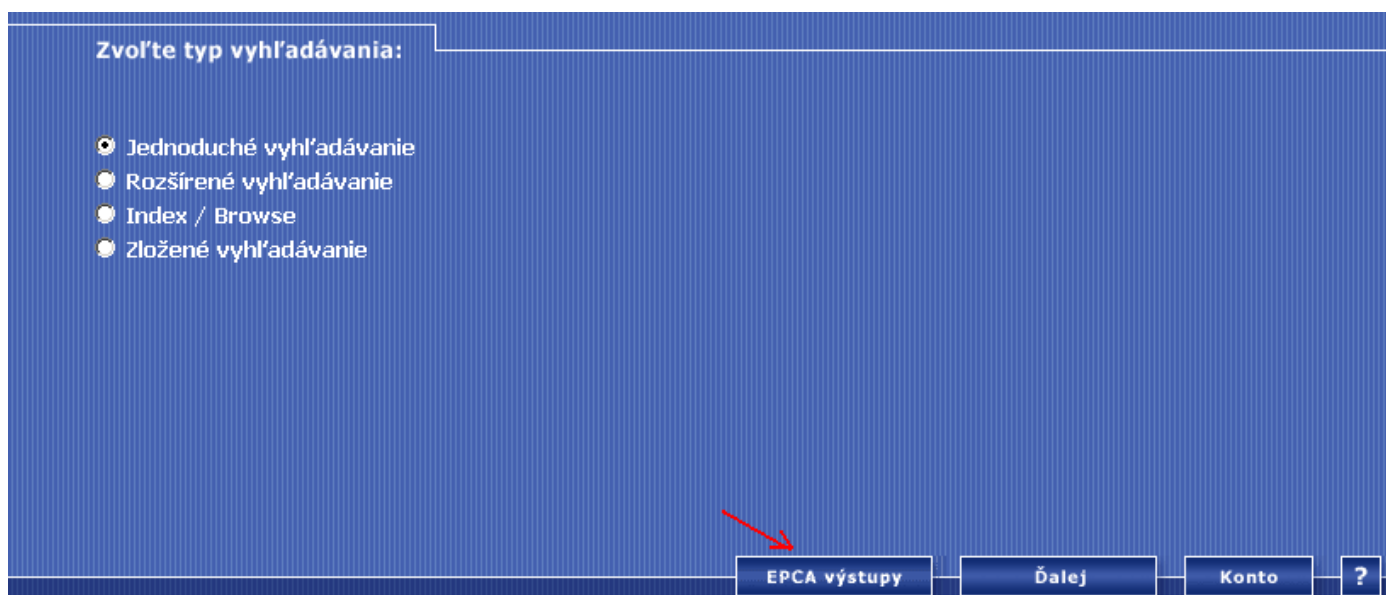 Zvoľte typ vyhľadávania:
Jednoduché vyhľadávanie
Rozšírené vyhľadávanie
Index / Browse
Zložené vyhľadávanie
EPCA výstupy
Ďalej
Konto
?